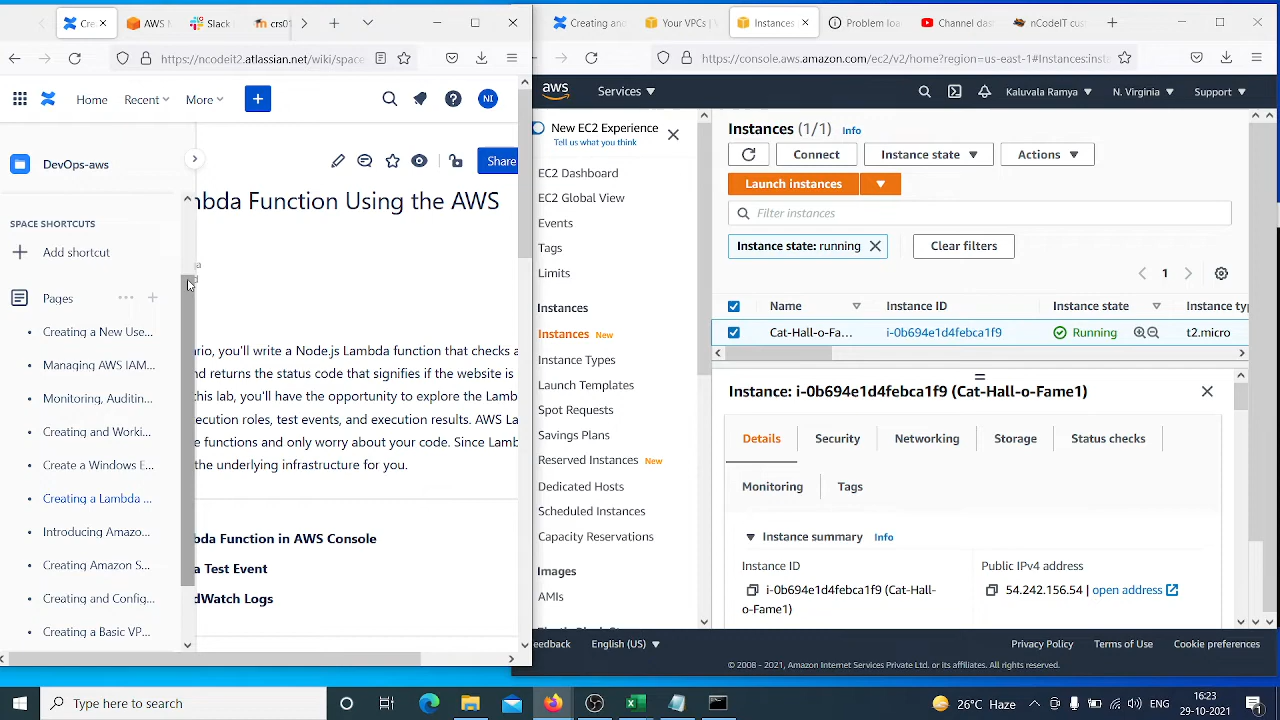 Cre
AWS M
Slack
crs0
https://ncodeit2.atlassian.net/wiki/space
Home
Recent
More
NI
DevOps-aws
Share
SPACE SHORTCUTS
Add shortcut
Pages
Creating a New Use...
Managing AWS IAM...
Monitoring, Auditin...
Creating and Worki...
Create a Windows E...
Creating a Lambda ...
Introducing Amazo...
Creating Amazon S...
Creating and Config...
Creating a Basic VP...
bda Function Using the AWS
rio, you'll write a Node.js Lambda function that checks a
nd returns the status code that signifies if the website is
this lab, you'll have the opportunity to explore the Lamb
execution roles, test events, and execution results. AWS
e functions and only worry about your code. Since Lamb
the underlying infrastructure for you.
bda Function in AWS Console
a Test Event
dWatch Logs
Creating and
Your VPCs |
Instances
Problem log
Channel dash
nCodeIT cust
https://console.aws.amazon.com/ec2/v2/home?region=us-east-1#Instances:inst
aws
Services
Kaluvala Ramya
N. Virginia
Support
New EC2 Experience
Tell us what you think
EC2 Dashboard
EC2 Global View
Events
Tags
Limits
Instances
Instances New
Instance Types
Launch Templates
Spot Requests
Savings Plans
Reserved Instances New
Dedicated Hosts
Scheduled Instances
Capacity Reservations
Images
AMIs
Instances (1/1) Info
Connect
Instance state
Actions
Launch instances
Filter instances
Instance state: running
Clear filters
1
Name
Instance ID
Instance state
Instance typ
Cat-Hall-o-Fa...
i-0b694e1d4febca1f9
Running
t2.micro
Instance: i-0b694e1d4febca1f9 (Cat-Hall-o-Fame1)
Details
Security
Networking
Storage
Status checks
Monitoring
Tags
Instance summary Info
Instance ID
i-0b694e1d4febca1f9 (Cat-Hall-
o-Fame1)
Public IPv4 address
54.242.156.54 | open address
eedback
English (US)
Privacy Policy
Terms of Use
Cookie preferences
© 2008 - 2021, Amazon Internet Services Private Ltd. or its affiliates. All rights reserved.
Type here to search
26°C Haze
ENG
16:23
29-10-2021